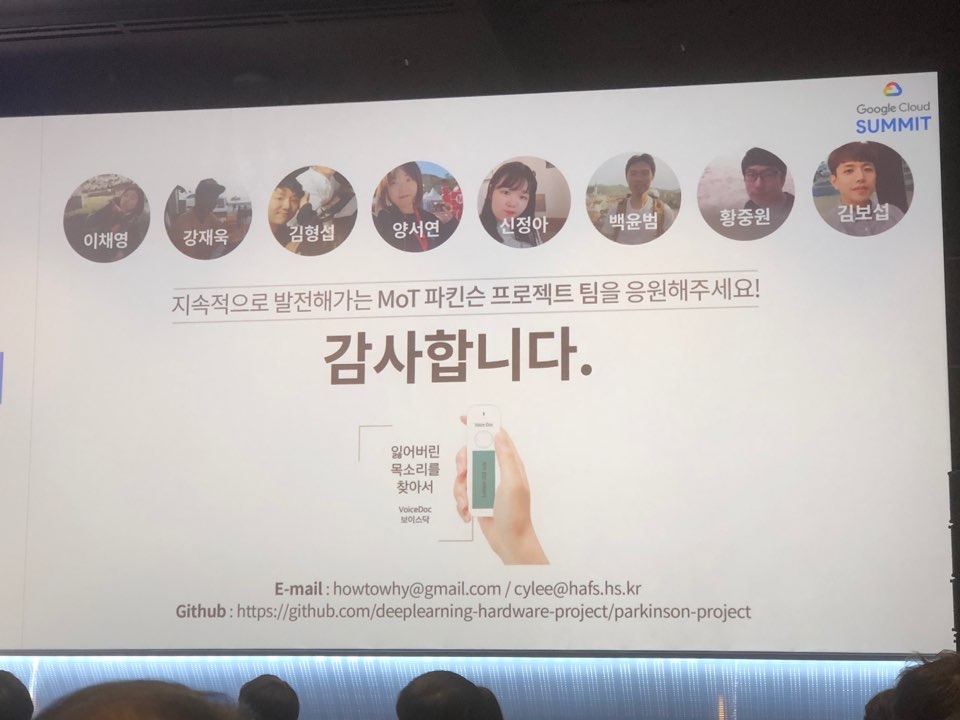 Google Cloud
SUMMIT
이채영
강재욱
김형섭
양서연
신정아
백윤범
황중원
김보섭
지속적으로 발전해가는 MoT 파킨슨 프로젝트 팀을 응원해주세요!
감사합니다.
잃어버린
목소리를
찾아서
VoiceDoc
보이스닥
Voice Doc
E-mail : howtowhy@gmail.com / cylee@hafs.hs.kr
Github : https://github.com/deeplearning-hardware-project/parkinson-project